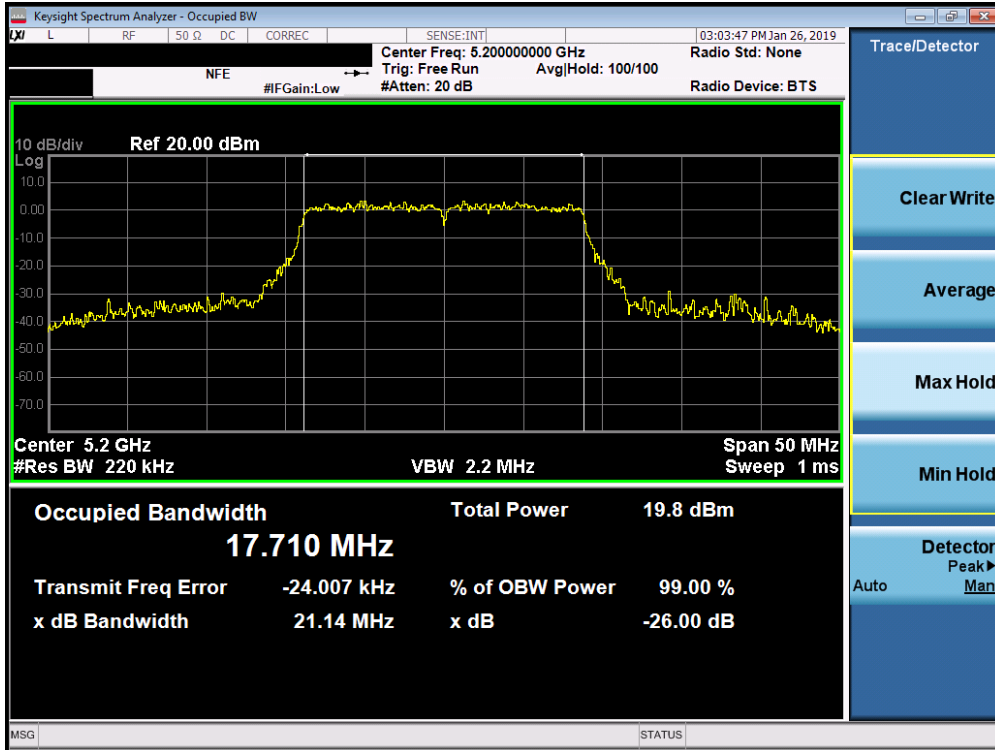 Keysight Spectrum Analyzer - Occupied BW
LXI L RF 50 Ω DC CORREC SENSE:INT 03:03:47 PM Jan 26, 2019
Center Freq: 5.200000000 GHz Radio Std: None
NFE Trig: Free Run Avg|Hold: 100/100
#IFGain:Low #Atten: 20 dB Radio Device: BTS
10 dB/div Ref 20.00 dBm
Log
10.0
0.00
-10.0
-20.0
-30.0
-40.0
-50.0
-60.0
-70.0
Center 5.2 GHz Span 50 MHz
#Res BW 220 kHz VBW 2.2 MHz Sweep 1 ms
Occupied Bandwidth Total Power 19.8 dBm
17.710 MHz
Transmit Freq Error -24.007 kHz % of OBW Power 99.00 %
x dB Bandwidth 21.14 MHz x dB -26.00 dB
MSG STATUS
Trace/Detector
Clear Write
Average
Max Hold
Min Hold
Detector
Peak▶
Auto Man